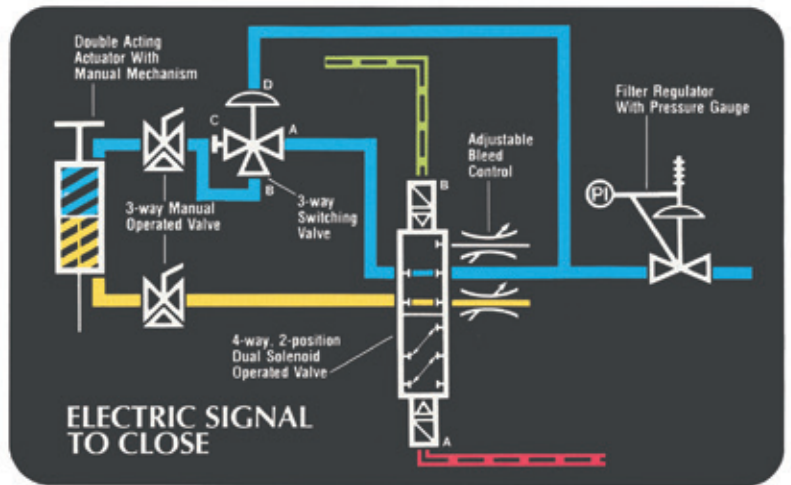 Double Acting
Actuator With
Manual Mechanism
D
C
A
B
3-way Manual
Operated Valve
3-way
Switching
Valve
B
Adjustable
Bleed
Control
Filter Regulator
With Pressure Gauge
PI
4-way, 2-position
Dual Solenoid
Operated Valve
A
ELECTRIC SIGNAL
TO CLOSE